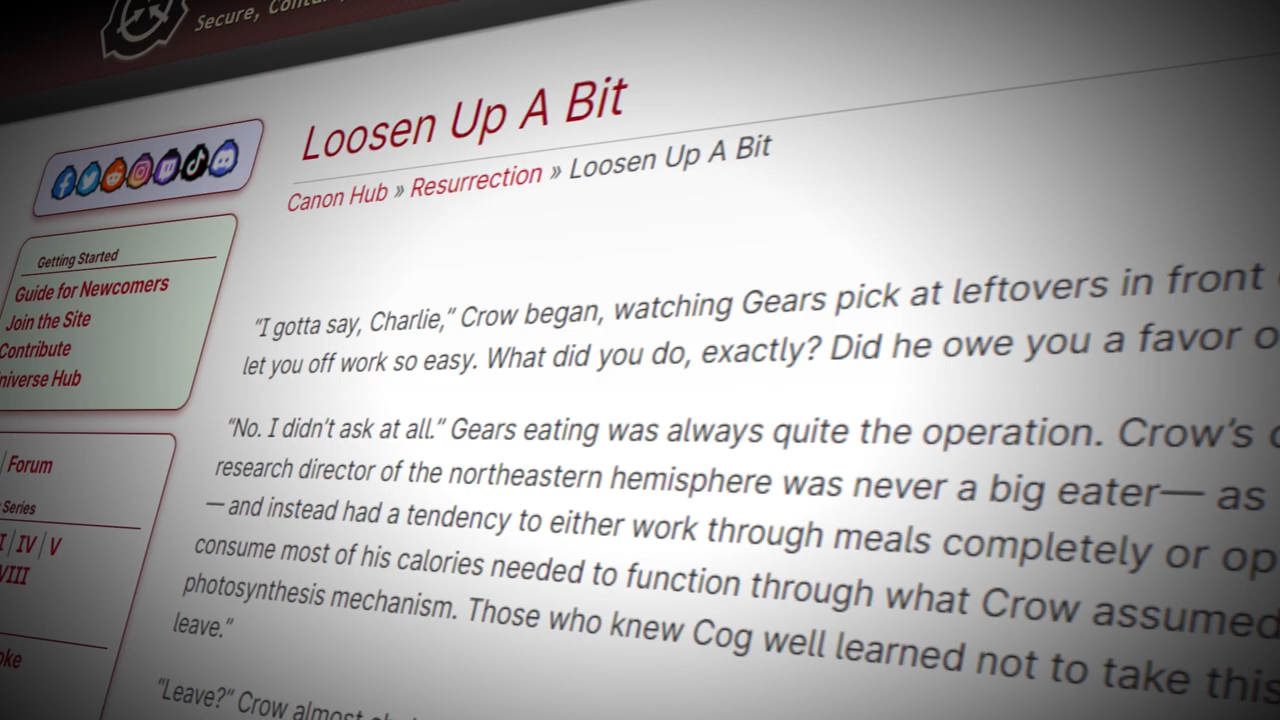 Secure,
Loosen Up A Bit
Canon Hub » Resurrection » Loosen Up A Bit
Getting Started
Guide for Newcomers
Join the Site
Contribute
Hub
| Forum
Series
IV | V
VIII
“I gotta say, Charlie,” Crow began, watching Gears pick at leftovers in front
let you off work so easy. What did you do, exactly? Did he owe you a favor
“No. I didn’t ask at all.” Gears eating was always quite the operation. Crow’s
research director of the northeastern hemisphere was never a big eater— as
— and instead had a tendency to either work through meals completely or
consume most of his calories needed to function through what Crow assumed
photosynthesis mechanism. Those who knew Cog well learned not to take this
leave.”
“Leave?” Crow almost